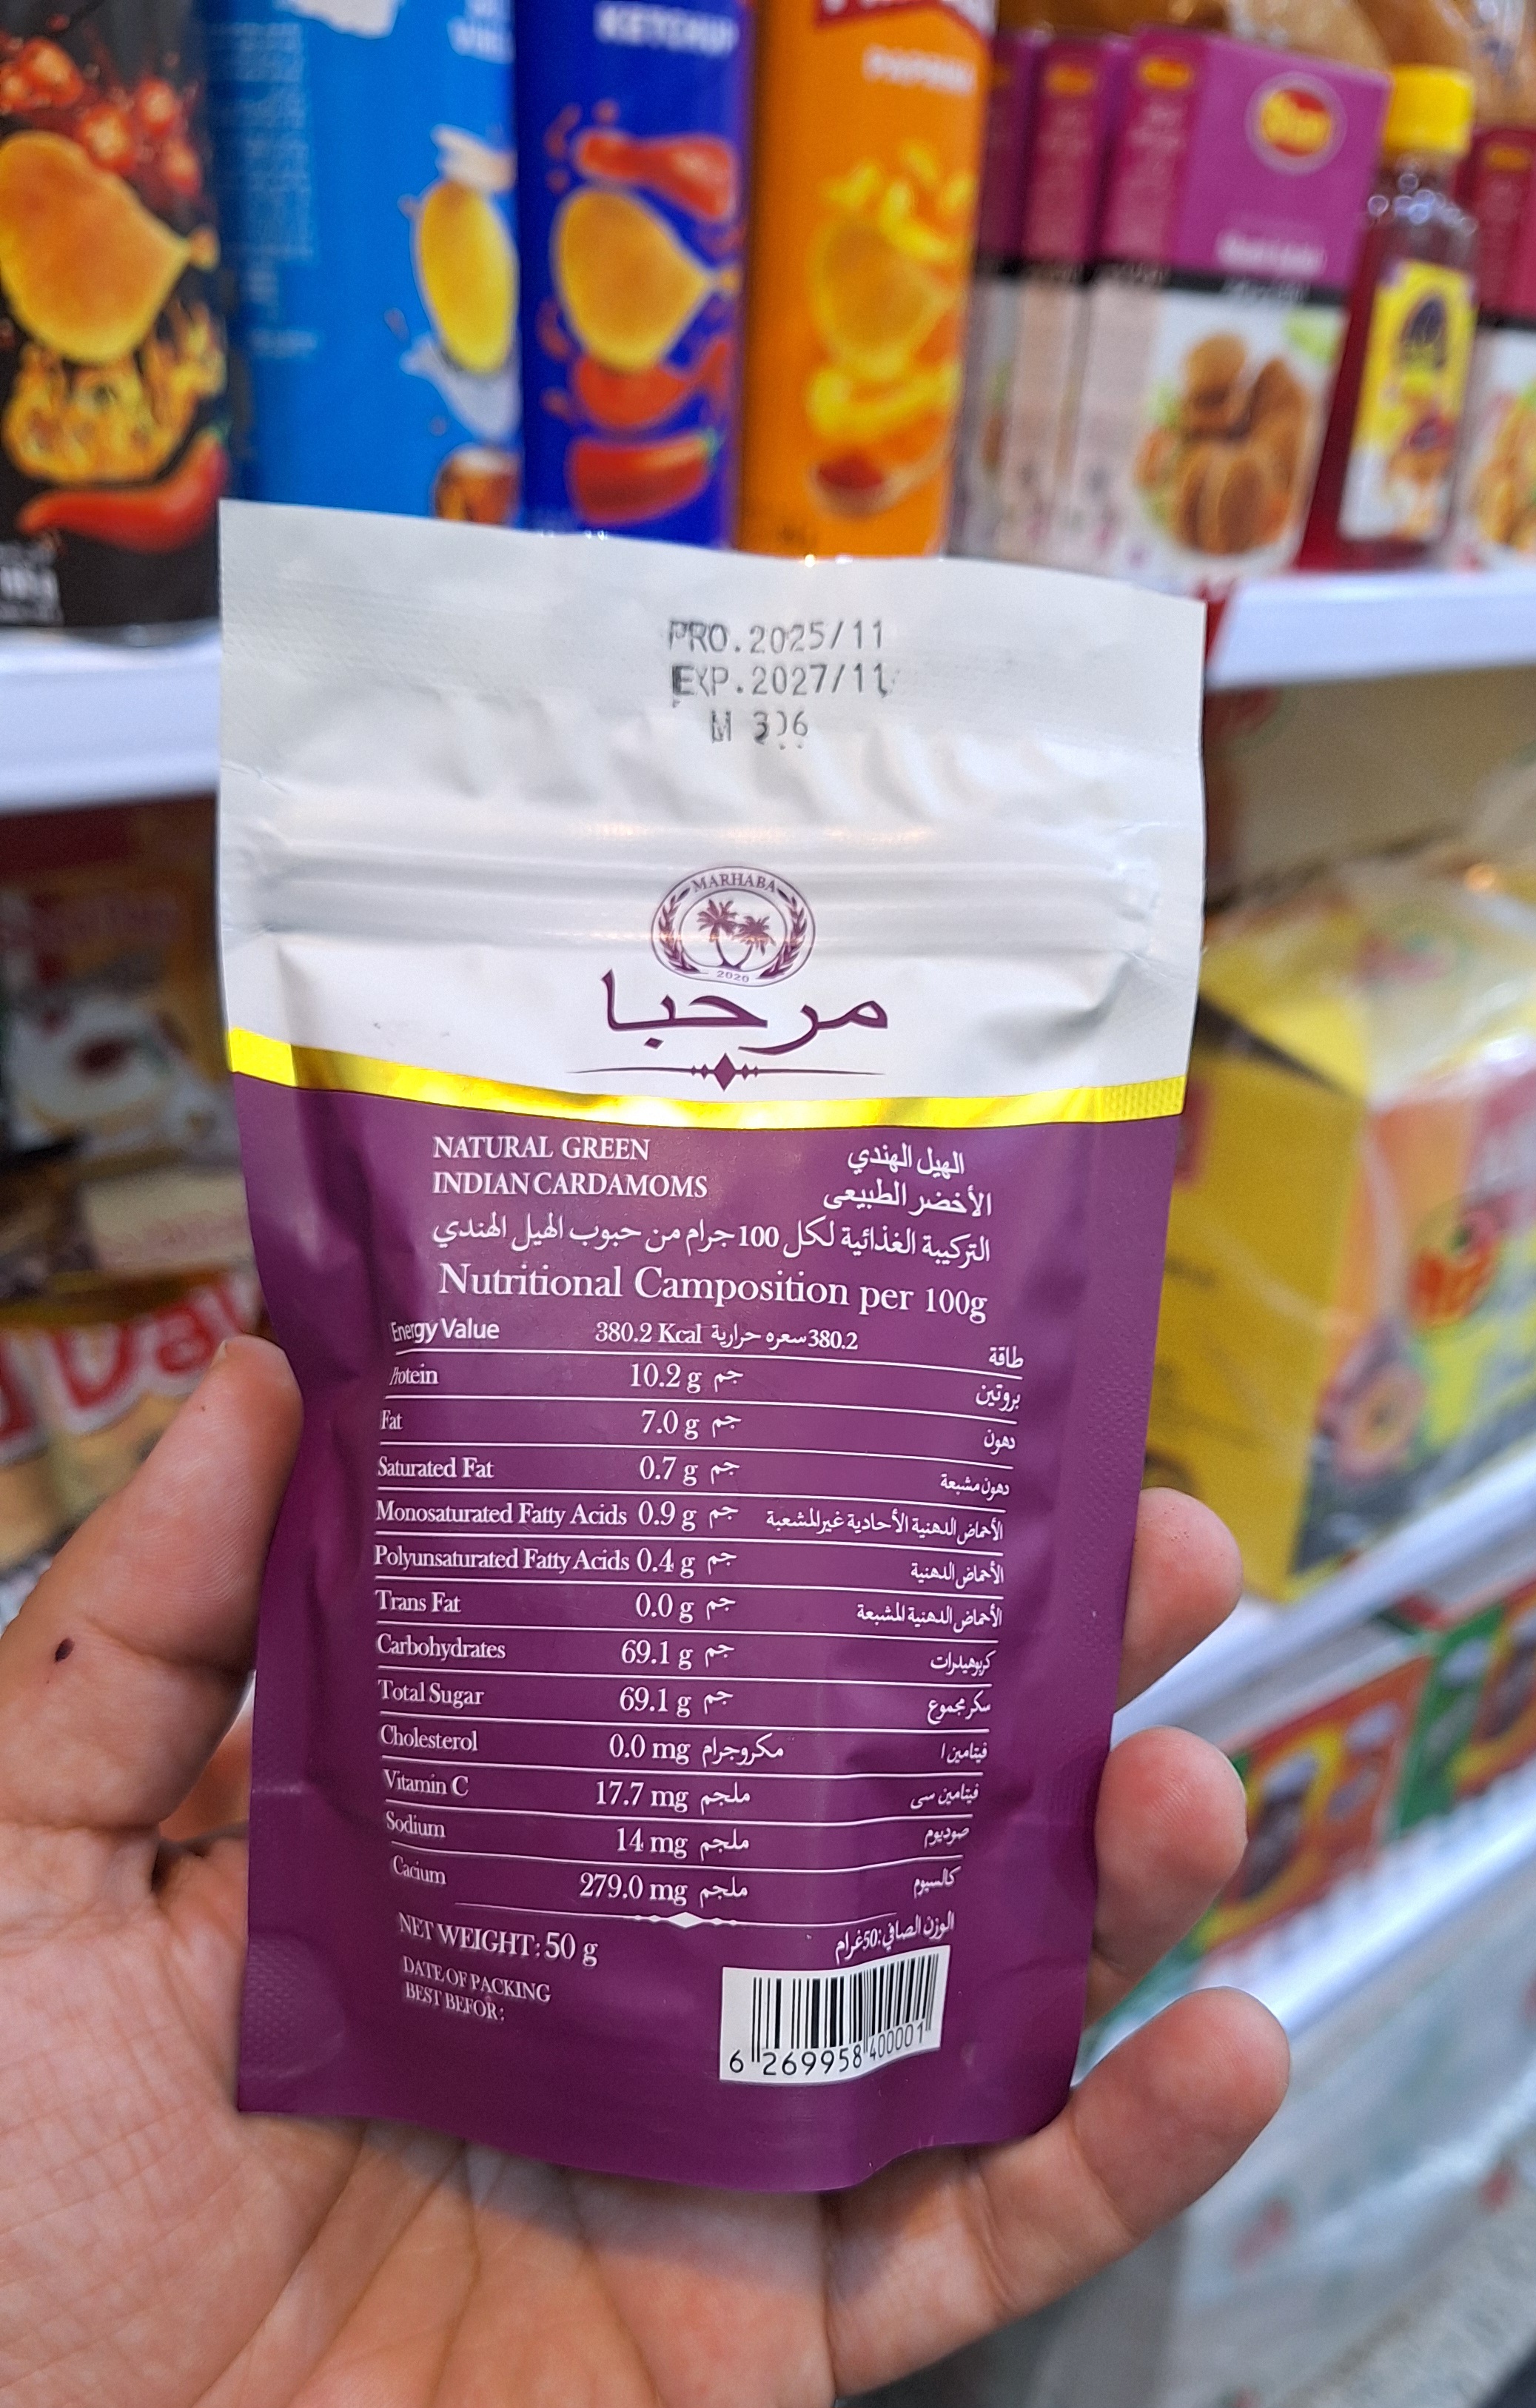 KETCHUP
PAPRIKA
PRO.2025/11
EXP.2027/11
M 306
MARHABA
2020
مرحبا
NATURAL GREEN
INDIAN CARDAMOMS
الهيل الهندي
الأخضر الطبيعي
التركيبة الغذائية لكل 100 جرام من حبوب الهيل الهندي
Nutritional Camposition per 100g
Energy Value 380.2 Kcal 380.2 سعره حرارية طاقة
Protein 10.2 g جم بروتين
Fat 7.0 g جم دهون
Saturated Fat 0.7 g جم دهون مشبعة
Monosaturated Fatty Acids 0.9 g جم الأحماض الدهنية الأحادية غير المشعبة
Polyunsaturated Fatty Acids 0.4 g جم الأحماض الدهنية
Trans Fat 0.0 g جم الأحماض الدهنية المشبعة
Carbohydrates 69.1 g جم كربوهيدرات
Total Sugar 69.1 g جم سكر مجموع
Cholesterol 0.0 mg مكروجرام فيتامين ا
Vitamin C 17.7 mg ملجم فيتامين سى
Sodium 14 mg ملجم صوديوم
Cacium 279.0 mg ملجم كالسيوم
NET WEIGHT: 50 g
الوزن الصافي: 50غرام
DATE OF PACKING
BEST BEFOR:
6 269958 400001